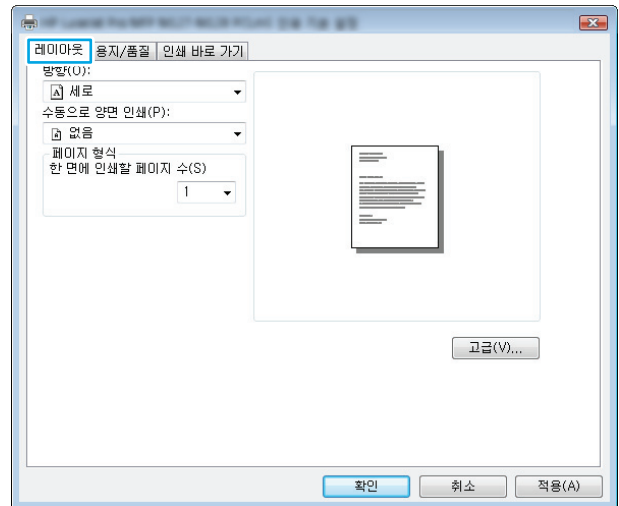 레이아웃 용지/품질 인쇄 바로 가기
방향(O):
세로
수동으로 양면 인쇄(P):
없음
페이지 형식
한 면에 인쇄할 페이지 수(S)
1
고급(V)...
확인 취소 적용(A)